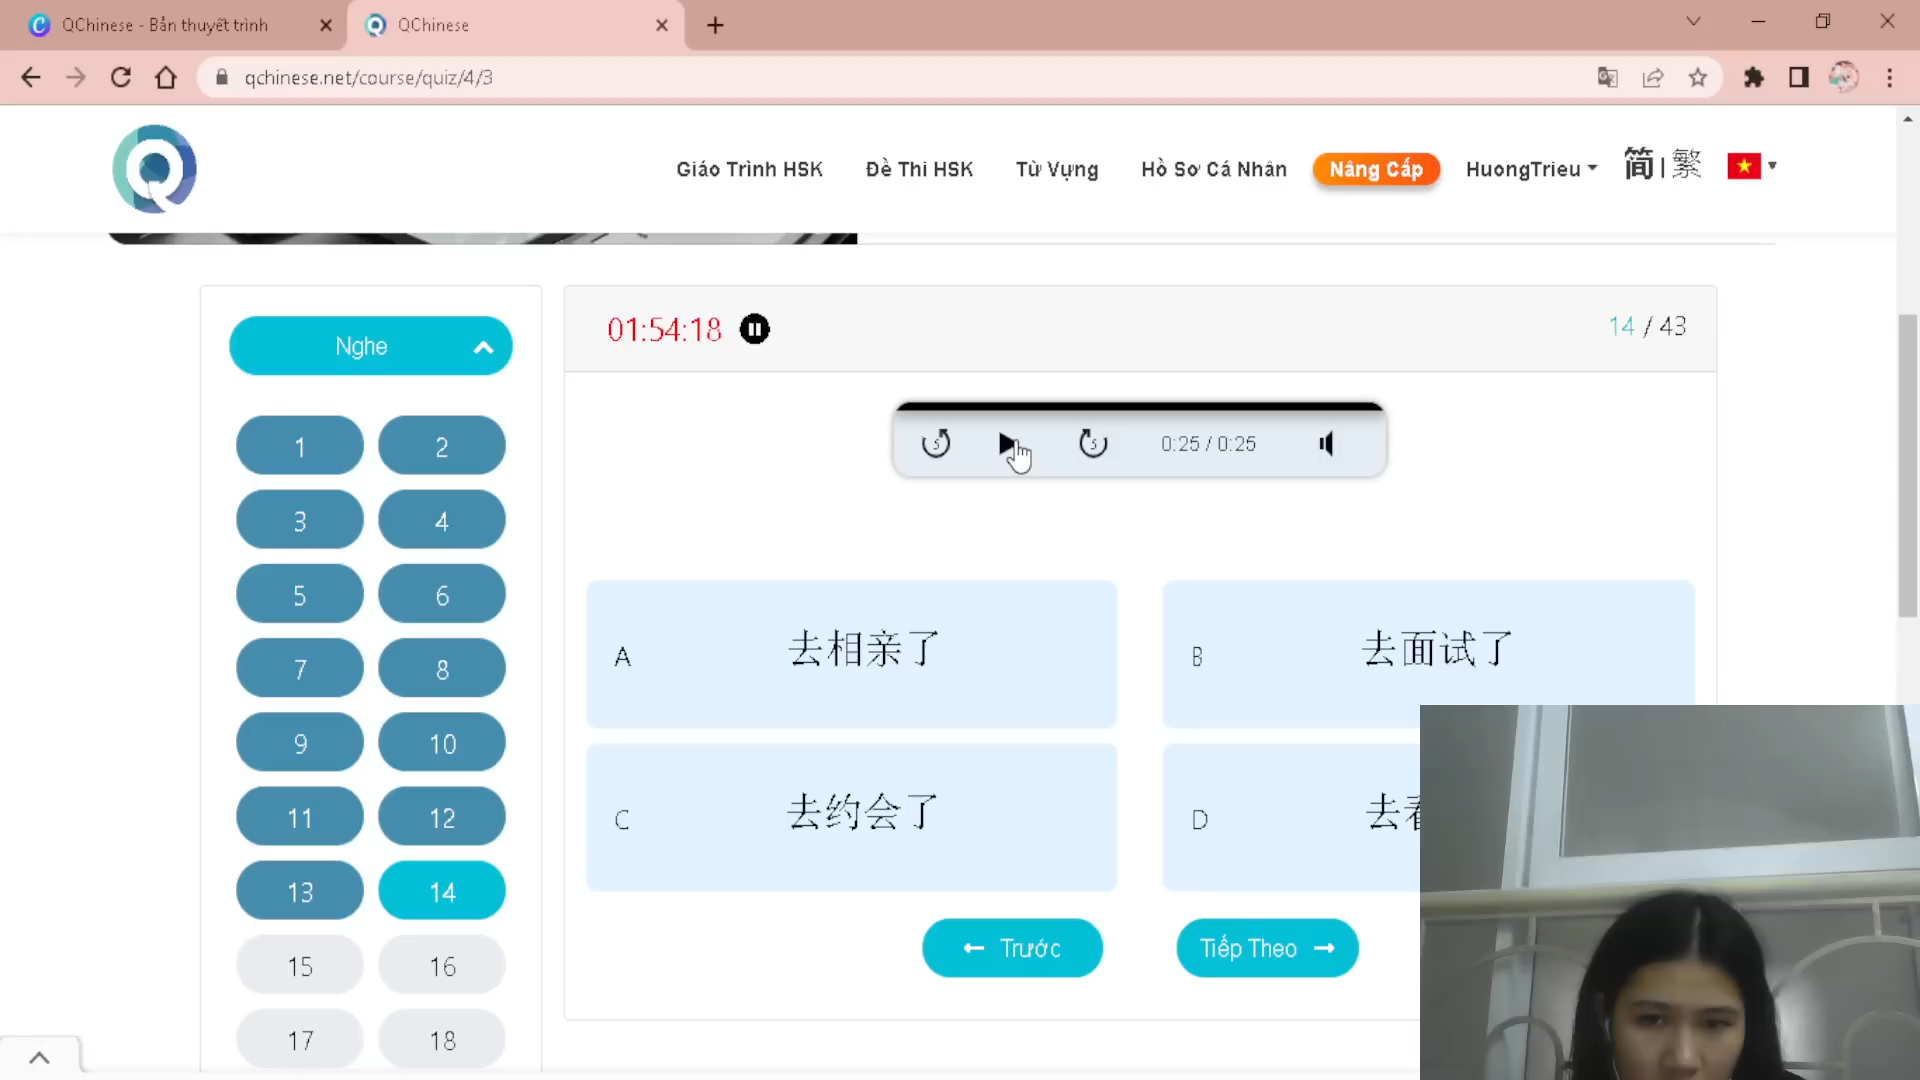 QChinese - Bản thuyết trình
QChinese
qchinese.net/course/quiz/4/3
Giáo Trình HSK
Đề Thi HSK
Từ Vựng
Hồ Sơ Cá Nhân
Nâng Cấp
HuongTrieu
简 | 繁
Nghe
1 2
3 4
5 6
7 8
9 10
11 12
13 14
15 16
17 18
01:54:18
14 / 43
5
5
0:25 / 0:25
A 去相亲了
B 去面试了
C 去约会了
D 去
← Trước
Tiếp Theo →